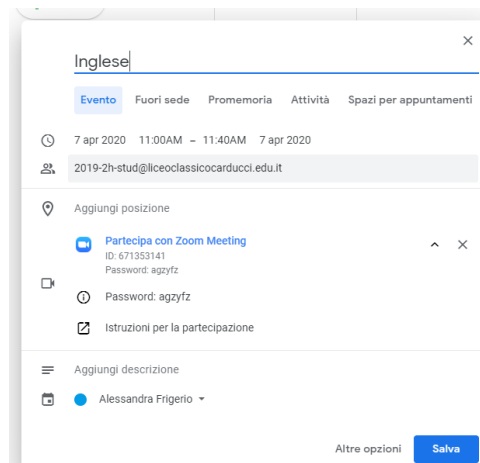 Inglese
Evento Fuori sede Promemoria Attività Spazi per appuntamenti
7 apr 2020 11:00AM – 11:40AM 7 apr 2020
2019-2h-stud@liceoclassicocarducci.edu.it
Aggiungi posizione
Partecipa con Zoom Meeting
ID: 671353141
Password: agzyfz
Password: agzyfz
Istruzioni per la partecipazione
Aggiungi descrizione
Alessandra Frigerio
Altre opzioni Salva